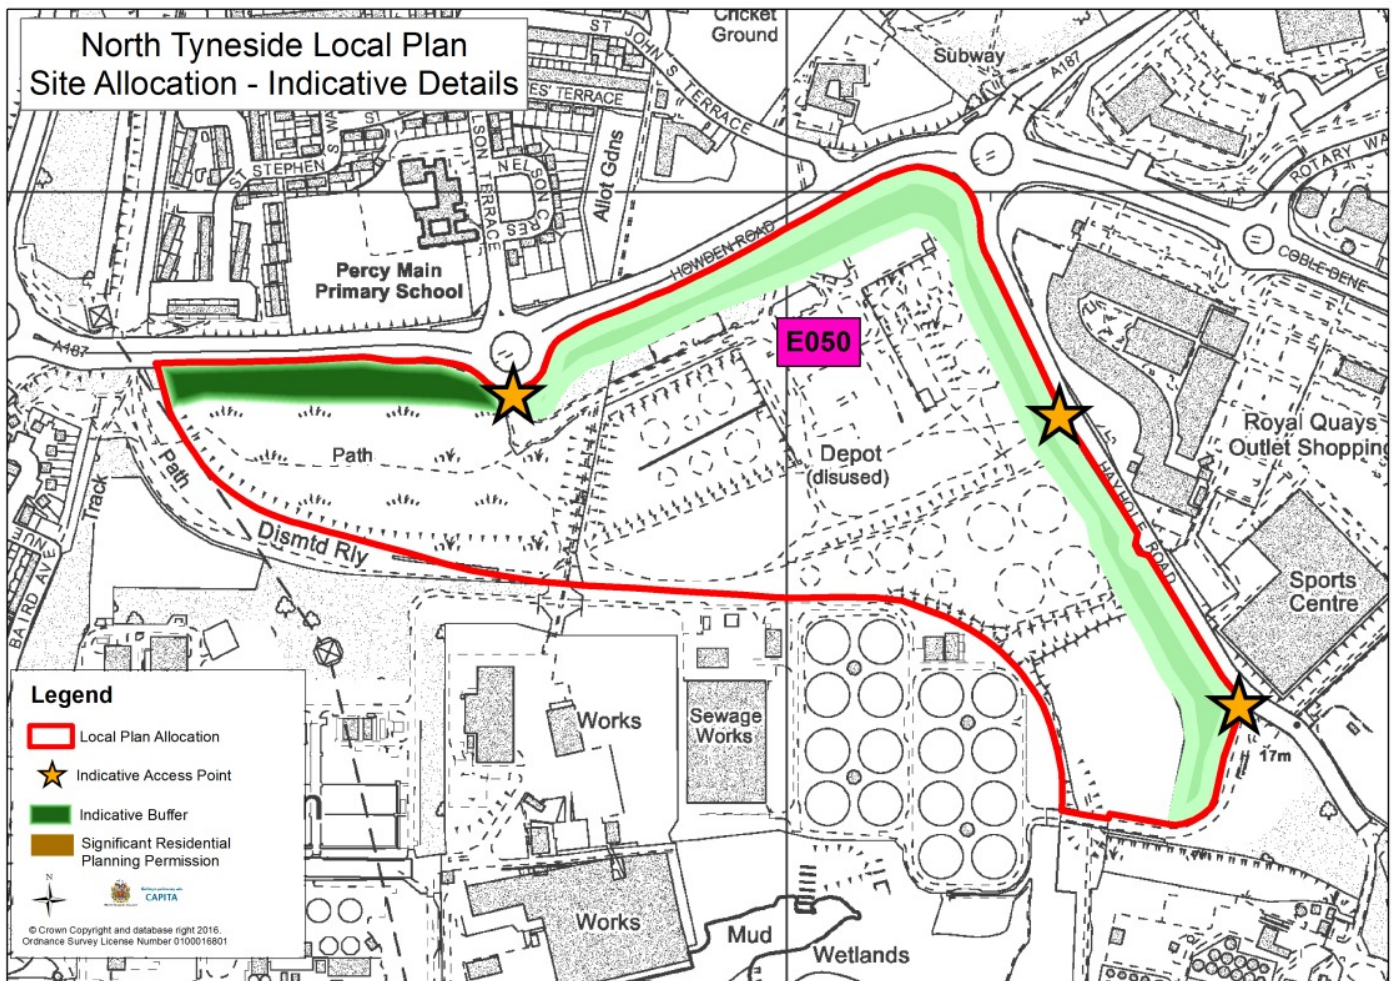 North Tyneside Local Plan
Site Allocation - Indicative Details
Cricket
Ground
Subway
A187
ST JOHN S TERRACE
ES' TERRACE
ST STEPHEN S WA
LSON TERRACE
NELSON CRES
Allot Gdns
ROTARY WA
COBLE DENE
HOWDEN ROAD
Percy Main
Primary School
A187
E050
Royal Quays
Outlet Shopping
Depot
(disused)
Path
Path
Track
HAYHOLE ROAD
Dismtd Rly
BAIRD AVENUE
Sports
Centre
Works
Sewage
Works
17m
Works
Mud
Wetlands
Legend
Local Plan Allocation
Indicative Access Point
Indicative Buffer
Significant Residential
Planning Permission
N
CAPITA
© Crown Copyright and database right 2016.
Ordnance Survey License Number 0100016801